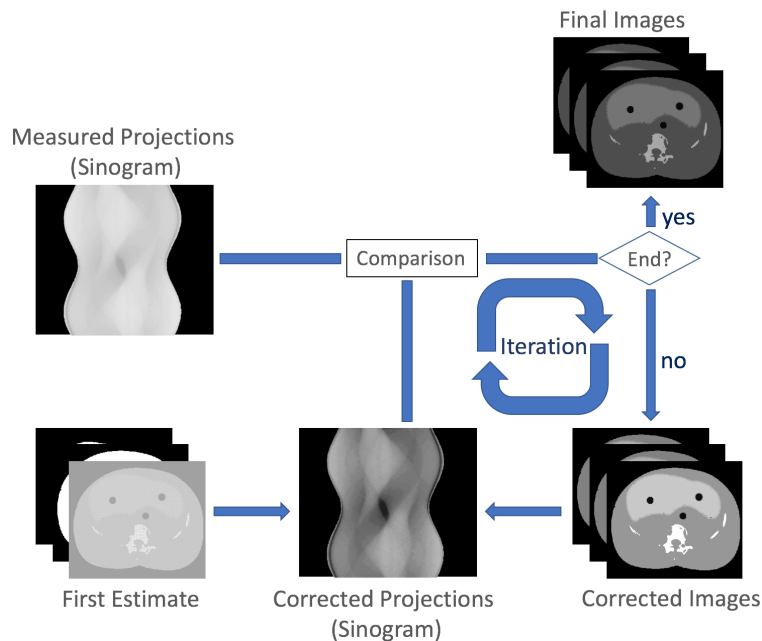 Final Images
Measured Projections
(Sinogram)
yes
Comparison
End?
Iteration
no
First Estimate
Corrected Projections
(Sinogram)
Corrected Images